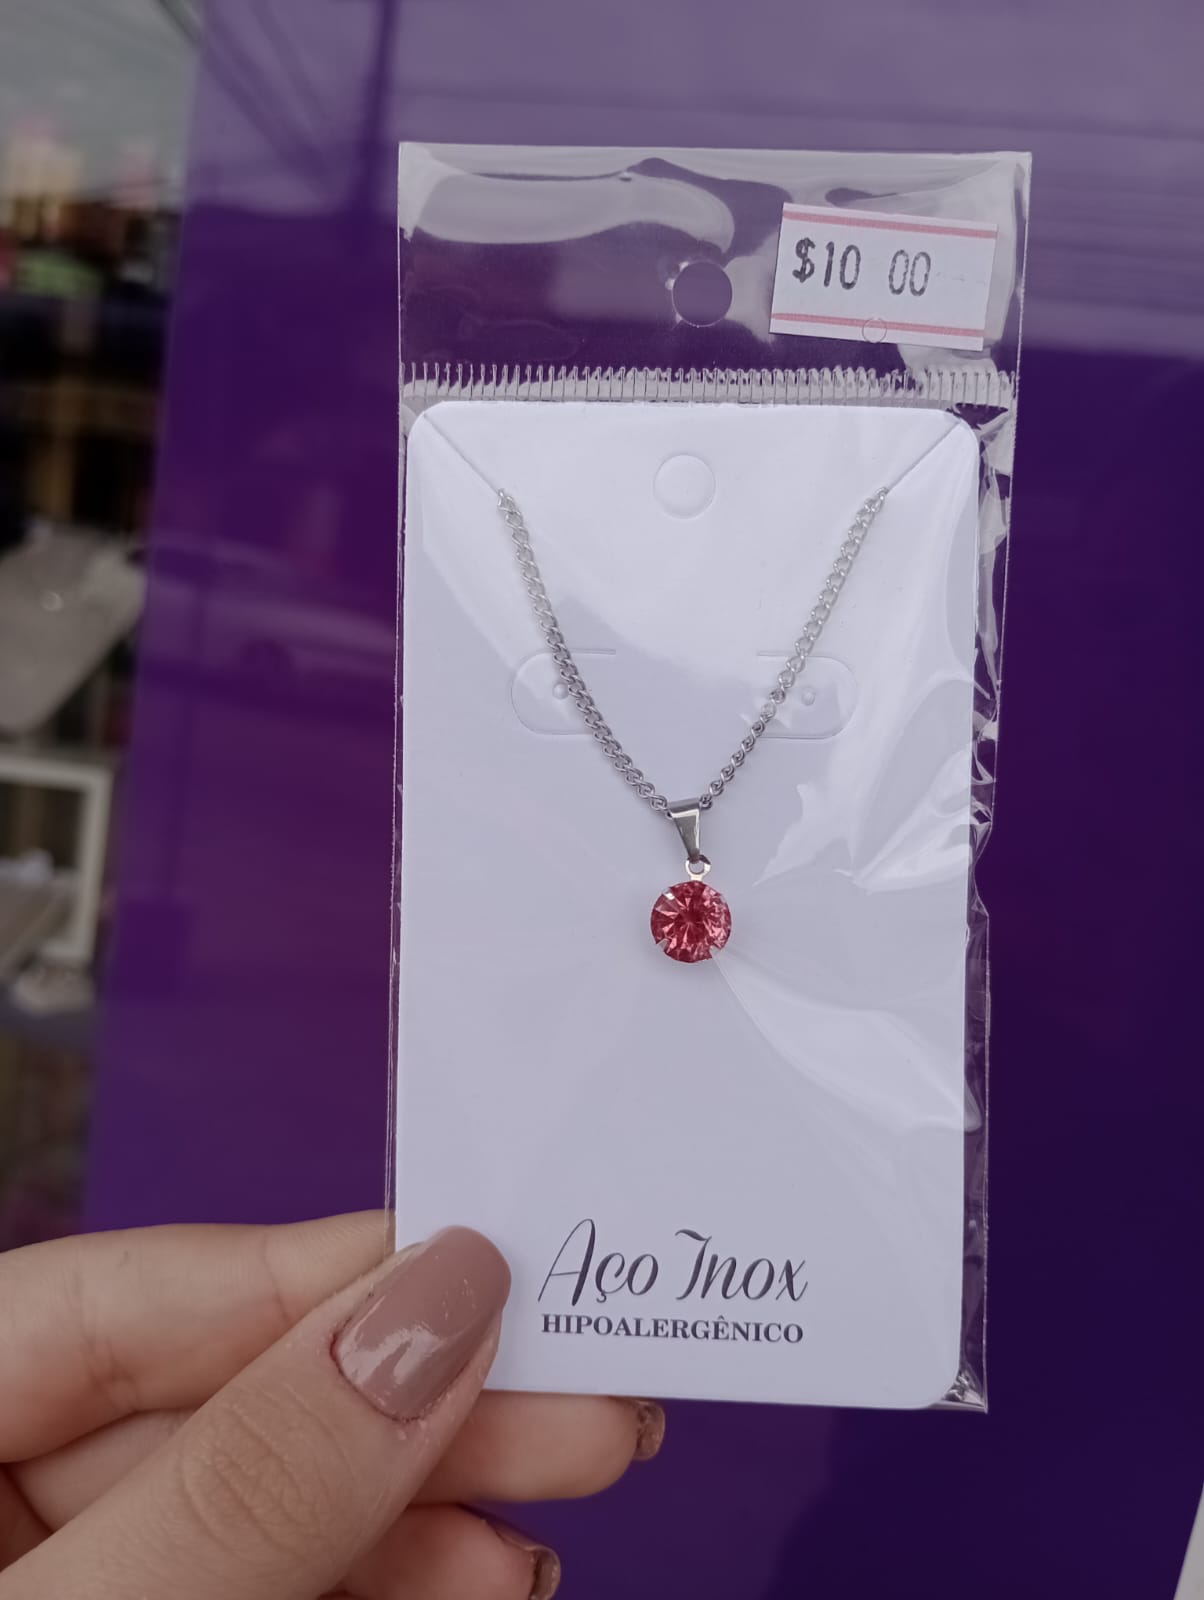 $10 00
Aço Inox
HIPOALERGÊNICO